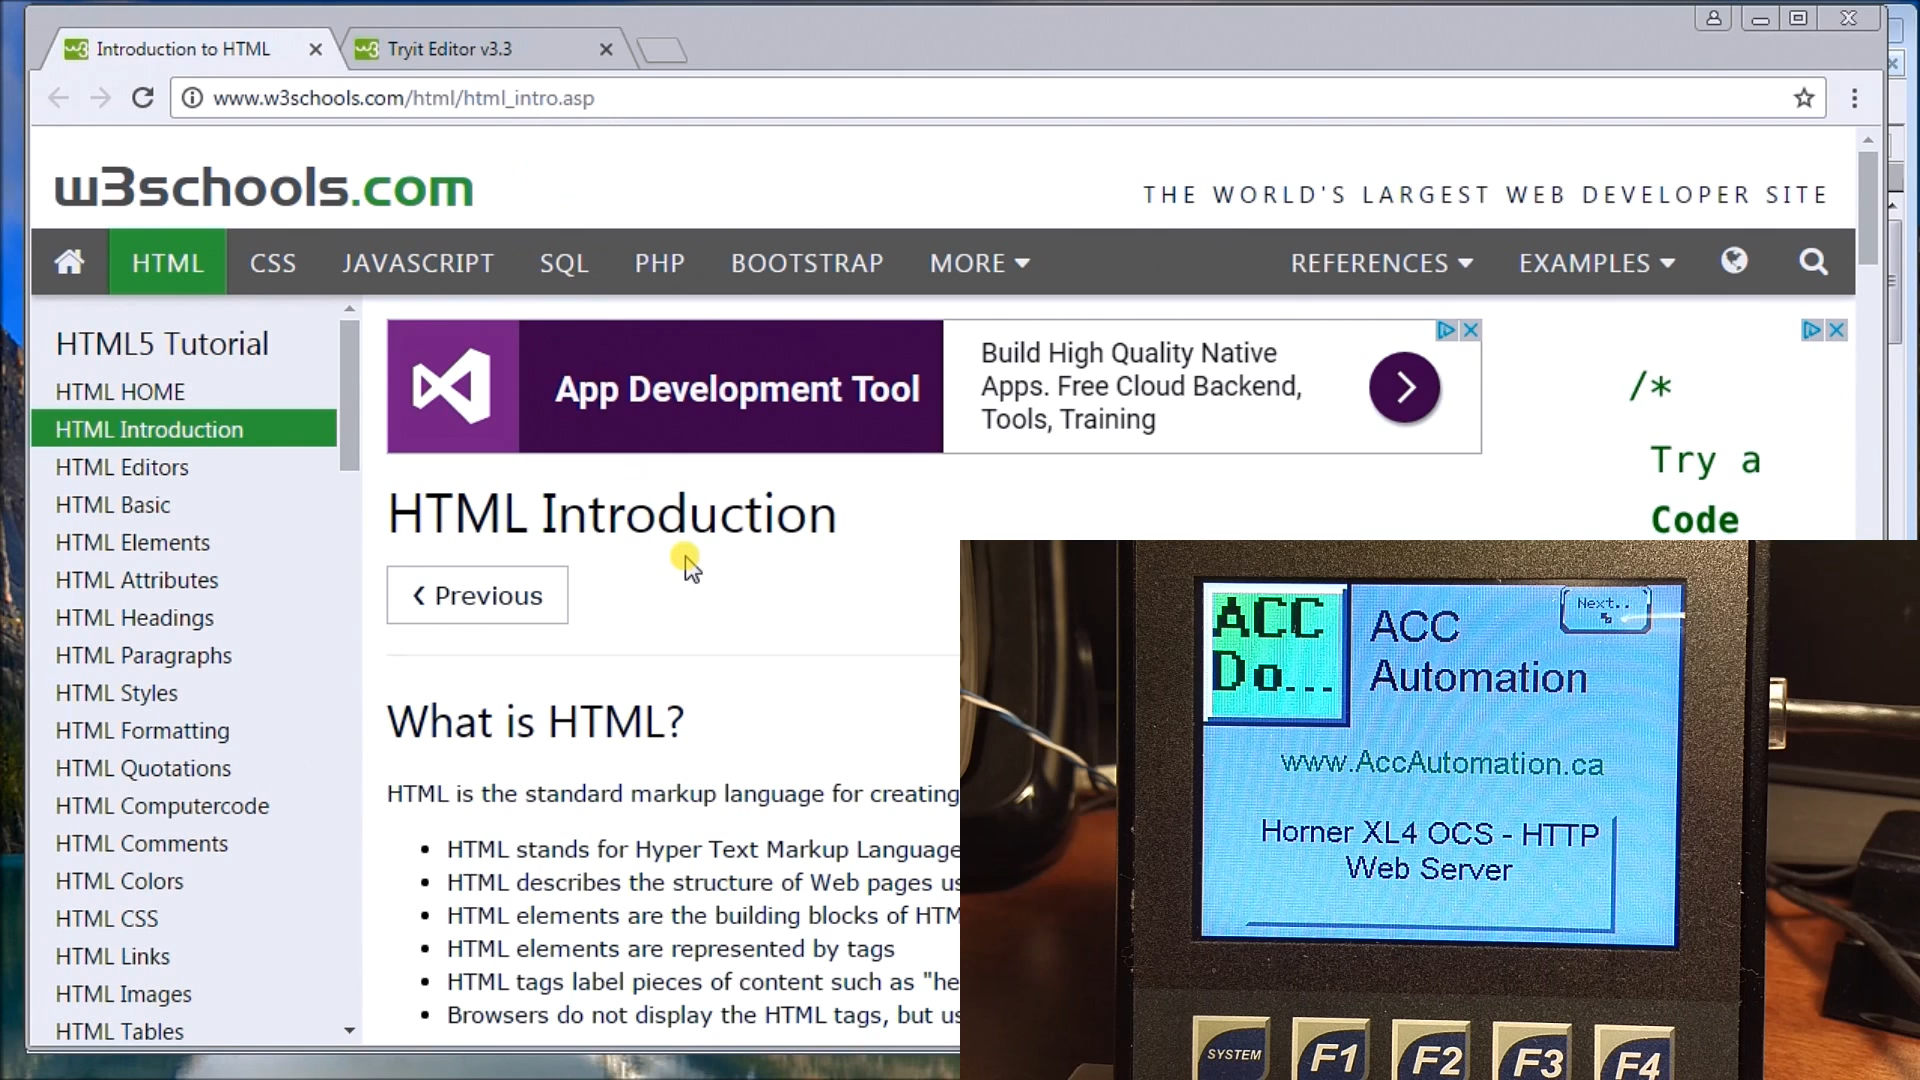 Introduction to HTML
Tryit Editor v3.3
www.w3schools.com/html/html_intro.asp
w3schools.com
THE WORLD'S LARGEST WEB DEVELOPER SITE
HTML CSS JAVASCRIPT SQL PHP BOOTSTRAP MORE REFERENCES EXAMPLES
HTML5 Tutorial
HTML HOME
HTML Introduction
HTML Editors
HTML Basic
HTML Elements
HTML Attributes
HTML Headings
HTML Paragraphs
HTML Styles
HTML Formatting
HTML Quotations
HTML Computercode
HTML Comments
HTML Colors
HTML CSS
HTML Links
HTML Images
HTML Tables
App Development Tool
Build High Quality Native
Apps. Free Cloud Backend,
Tools, Training
/*
Try a
Code
HTML Introduction
❮ Previous
What is HTML?
HTML is the standard markup language for creating
• HTML stands for Hyper Text Markup Language
• HTML describes the structure of Web pages us
• HTML elements are the building blocks of HTM
• HTML elements are represented by tags
• HTML tags label pieces of content such as "he
• Browsers do not display the HTML tags, but us
ACC
Do...
ACC
Automation
Next..
www.AccAutomation.ca
Horner XL4 OCS - HTTP
Web Server
SYSTEM F1 F2 F3 F4